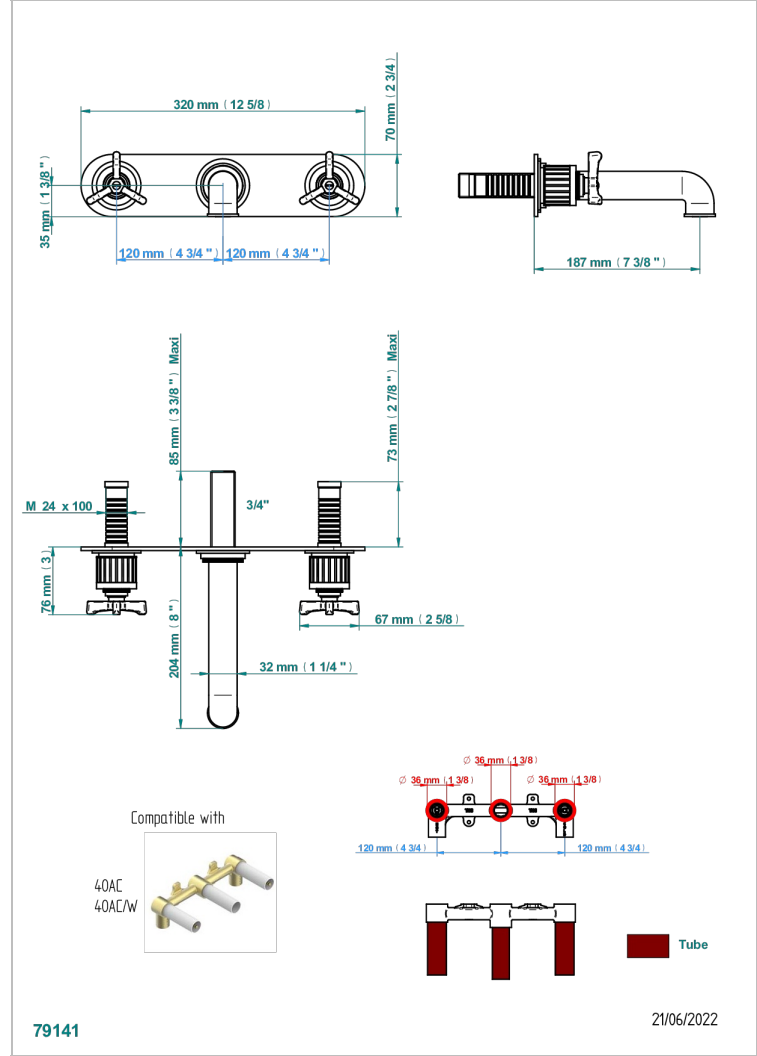 320 mm ( 12 5/8 )
70 mm ( 2 3/4 )
35 mm ( 1 3/8 " )
120 mm ( 4 3/4 " )
120 mm ( 4 3/4 " )
187 mm ( 7 3/8 " )
85 mm ( 3 3/8 " ) Maxi
73 mm ( 2 7/8 " ) Maxi
M 24 x 100
3/4"
76 mm ( 3 )
204 mm ( 8 " )
67 mm ( 2 5/8 )
32 mm ( 1 1/4 " )
Ø 36 mm ( 1 3/8 )
Ø 36 mm ( 1 3/8 )
Ø 36 mm ( 1 3/8 )
120 mm ( 4 3/4 )
120 mm ( 4 3/4 )
Compatible with
40AC
40AC/W
Tube
79141
21/06/2022